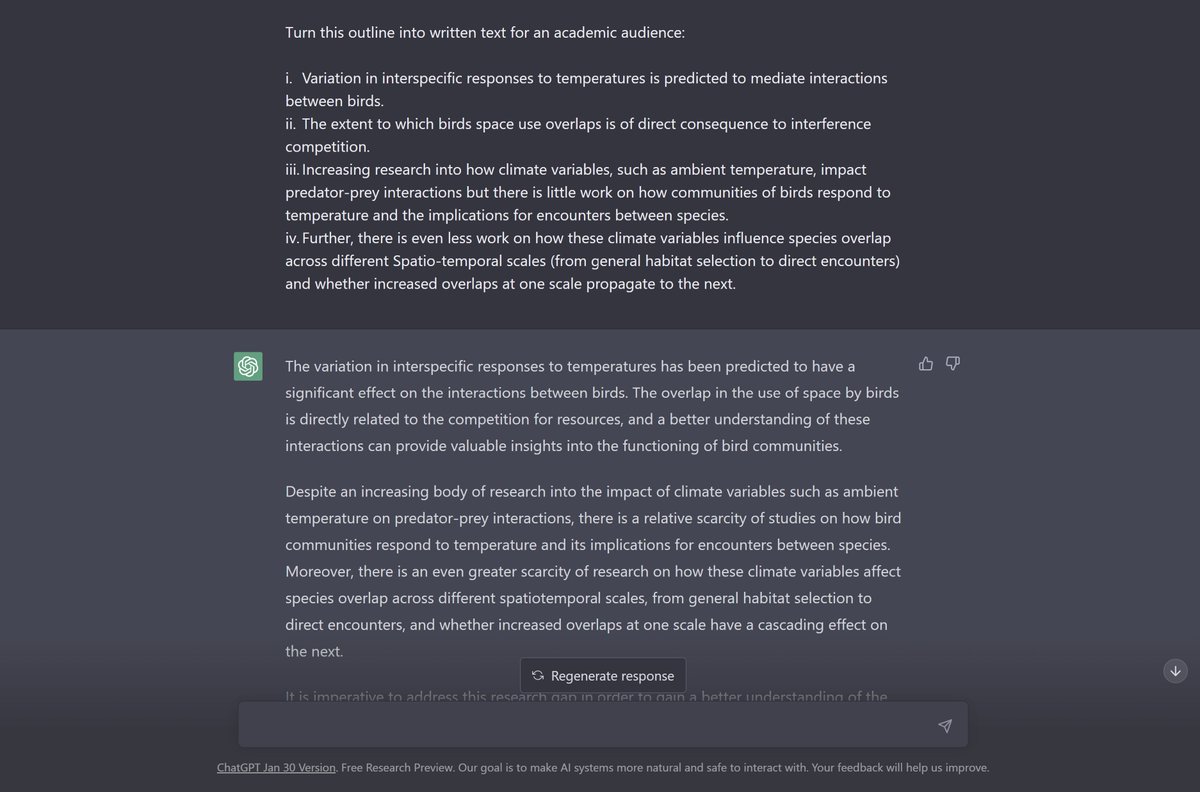 Turn this outline into written text for an academic audience:
i. Variation in interspecific responses to temperatures is predicted to mediate interactions
between birds.
ii. The extent to which birds space use overlaps is of direct consequence to interference
competition.
iii. Increasing research into how climate variables, such as ambient temperature, impact
predator-prey interactions but there is little work on how communities of birds respond to
temperature and the implications for encounters between species.
iv. Further, there is even less work on how these climate variables influence species overlap
across different Spatio-temporal scales (from general habitat selection to direct encounters)
and whether increased overlaps at one scale propagate to the next.
The variation in interspecific responses to temperatures has been predicted to have a
significant effect on the interactions between birds. The overlap in the use of space by birds
is directly related to the competition for resources, and a better understanding of these
interactions can provide valuable insights into the functioning of bird communities.
Despite an increasing body of research into the impact of climate variables such as ambient
temperature on predator-prey interactions, there is a relative scarcity of studies on how bird
communities respond to temperature and its implications for encounters between species.
Moreover, there is an even greater scarcity of research on how these climate variables affect
species overlap across different spatiotemporal scales, from general habitat selection to
direct encounters, and whether increased overlaps at one scale have a cascading effect on
the next.
Regenerate response
It is imperative to address this research gap in order to gain a better understanding of the
ChatGPT Jan 30 Version. Free Research Preview. Our goal is to make AI systems more natural and safe to interact with. Your feedback will help us improve.